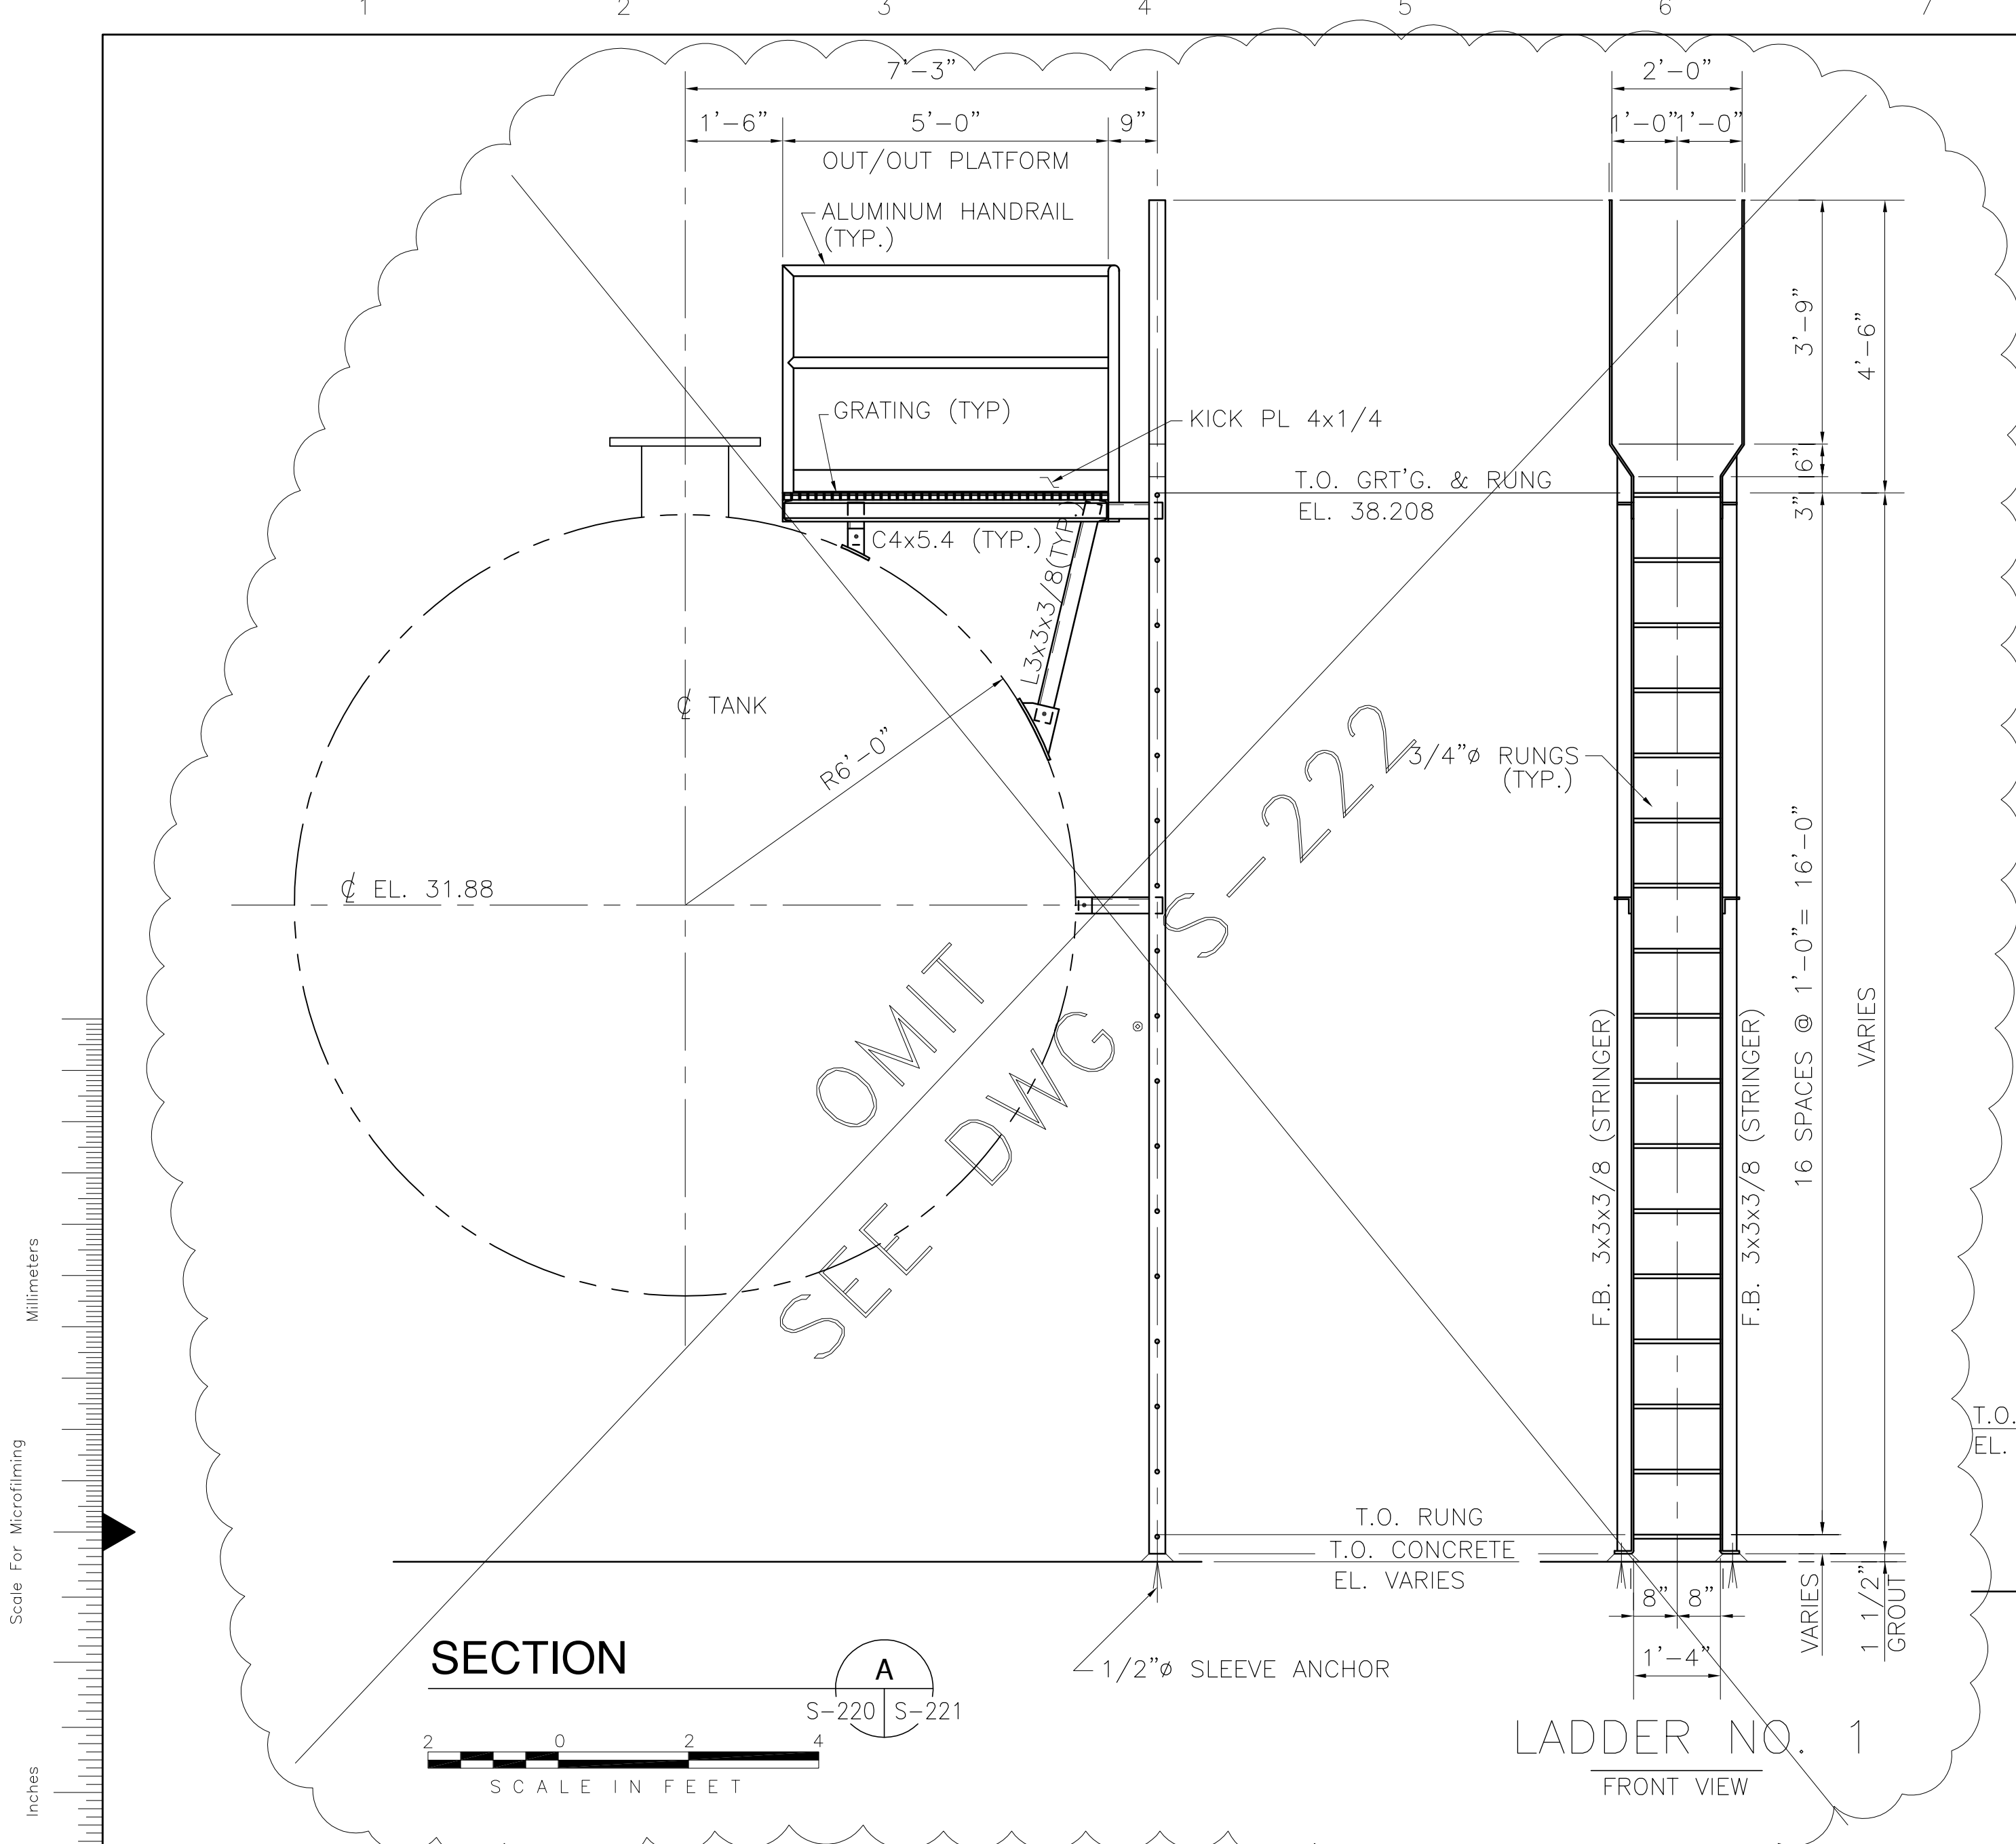 1 2 3 4 5 6 7
7'-3"
2'-0"
1'-6" 5'-0" 9"
1'-0" 1'-0"
OUT/OUT PLATFORM
ALUMINUM HANDRAIL
(TYP.)
3'-9"
4'-6"
GRATING (TYP)
KICK PL 4x1/4
6"
T.O. GRT'G. & RUNG
EL. 38.208
3"
C4x5.4 (TYP.)
L3x3x3/8(TYP.)
℄ TANK
R6'-0"
3/4"ø RUNGS
(TYP.)
℄ EL. 31.88
16 SPACES @ 1'-0"= 16'-0"
VARIES
OMIT
SEE DWG. S-222
F.B. 3x3x3/8 (STRINGER)
F.B. 3x3x3/8 (STRINGER)
Millimeters
Scale For Microfilming
Inches
T.O.
EL.
T.O. RUNG
T.O. CONCRETE
EL. VARIES
8" 8"
1'-4"
VARIES
1 1/2"
GROUT
1/2"ø SLEEVE ANCHOR
SECTION
A
S-220 S-221
2 0 2 4
SCALE IN FEET
LADDER NO. 1
FRONT VIEW